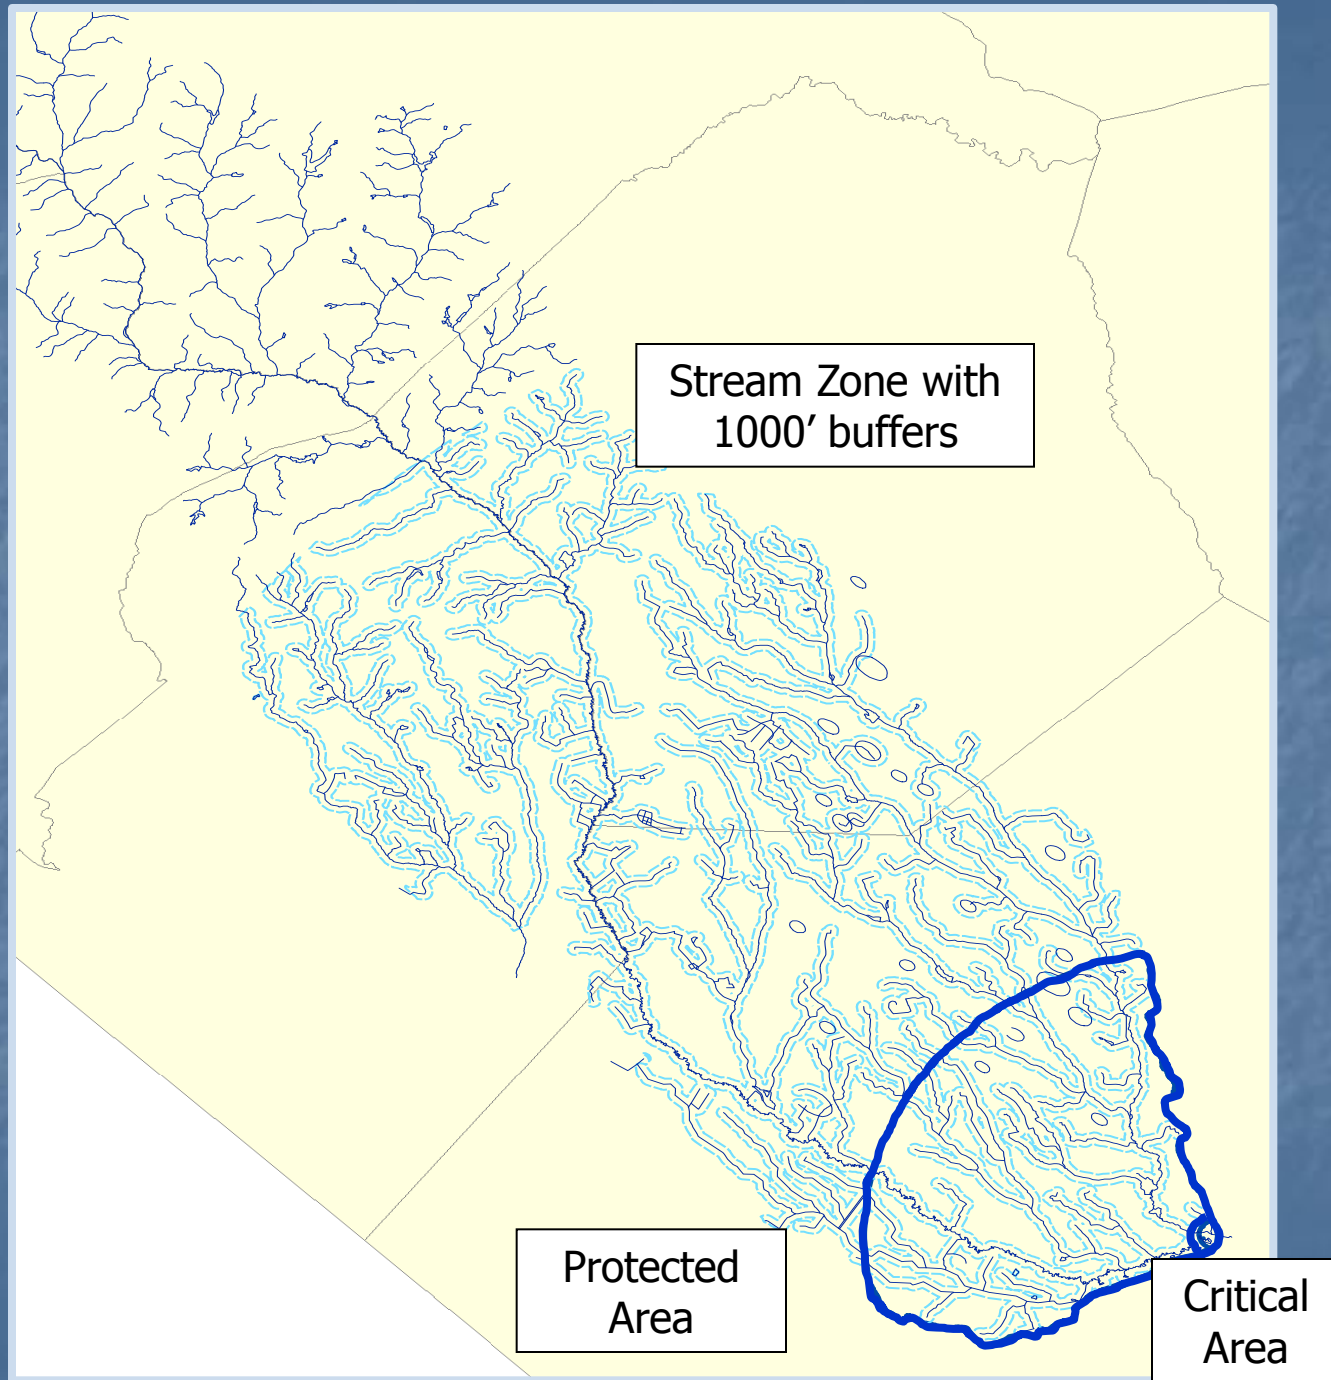 Stream Zone with
1000’ buffers
Protected
Area
Critical
Area